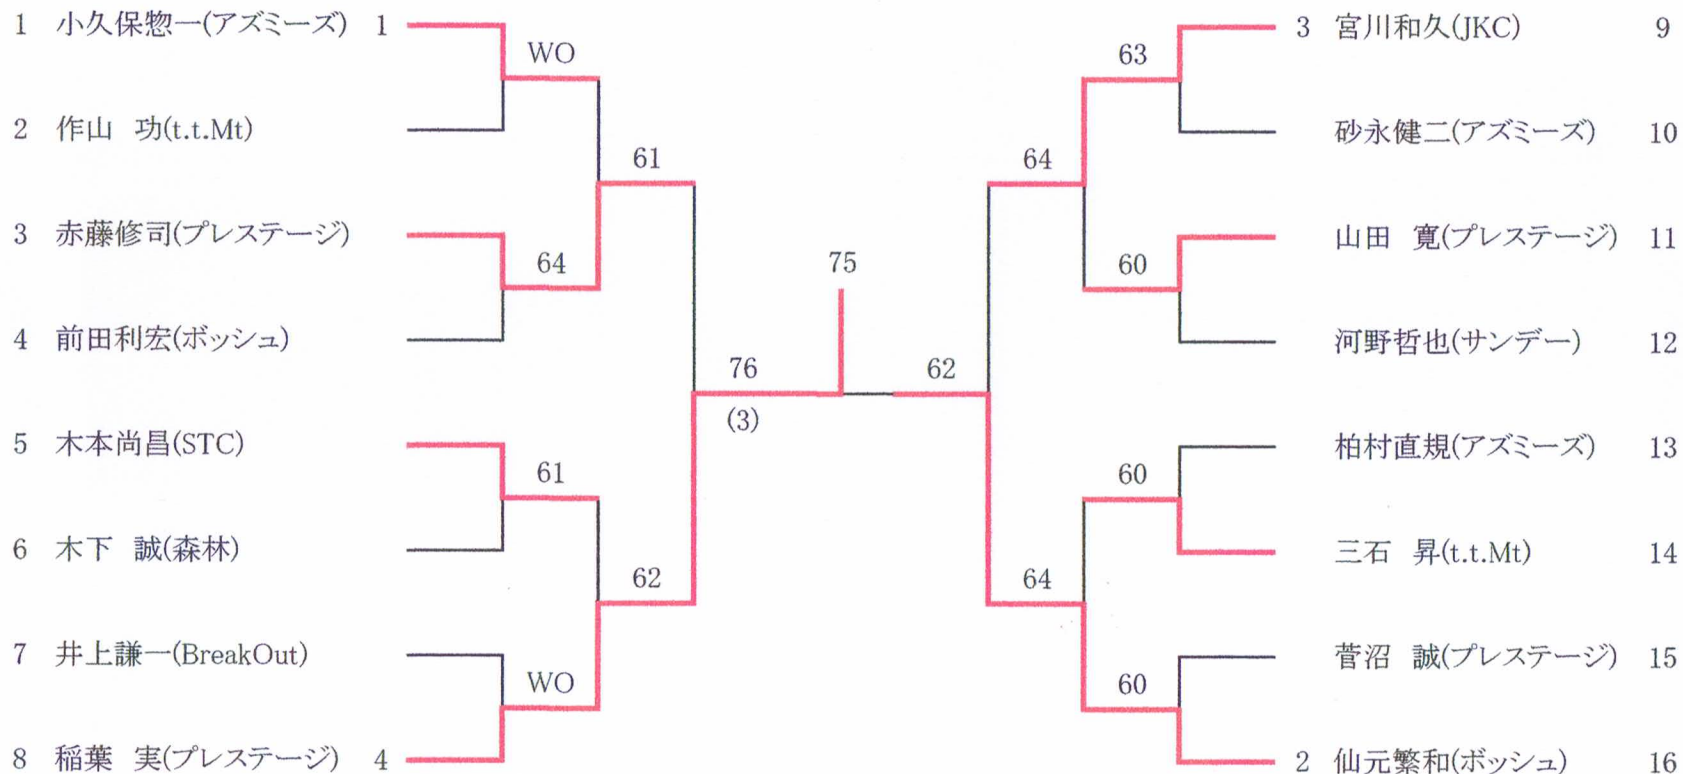 1 小久保惣一(アズミーズ) 1
WO
2 作山 功(t.t.Mt)
61
3 赤藤修司(プレステージ)
64
4 前田利宏(ボッシュ)
76
(3)
5 木本尚昌(STC)
61
6 木下 誠(森林)
62
7 井上謙一(BreakOut)
WO
8 稲葉 実(プレステージ) 4
75
3 宮川和久(JKC) 9
63
砂永健二(アズミーズ) 10
64
山田 寛(プレステージ) 11
60
河野哲也(サンデー) 12
62
柏村直規(アズミーズ) 13
60
三石 昇(t.t.Mt) 14
64
菅沼 誠(プレステージ) 15
60
2 仙元繁和(ボッシュ) 16